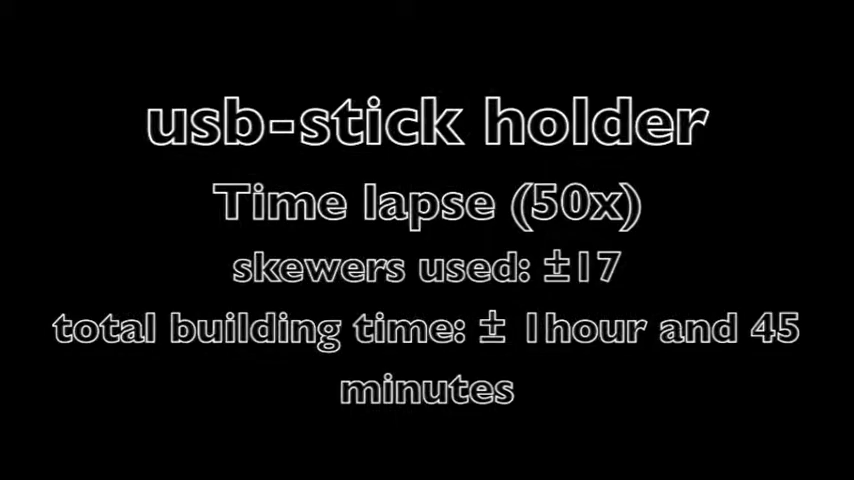 usb-stick holder
Time lapse (50x)
skewers used: ±17
total building time: ± 1hour and 45
minutes